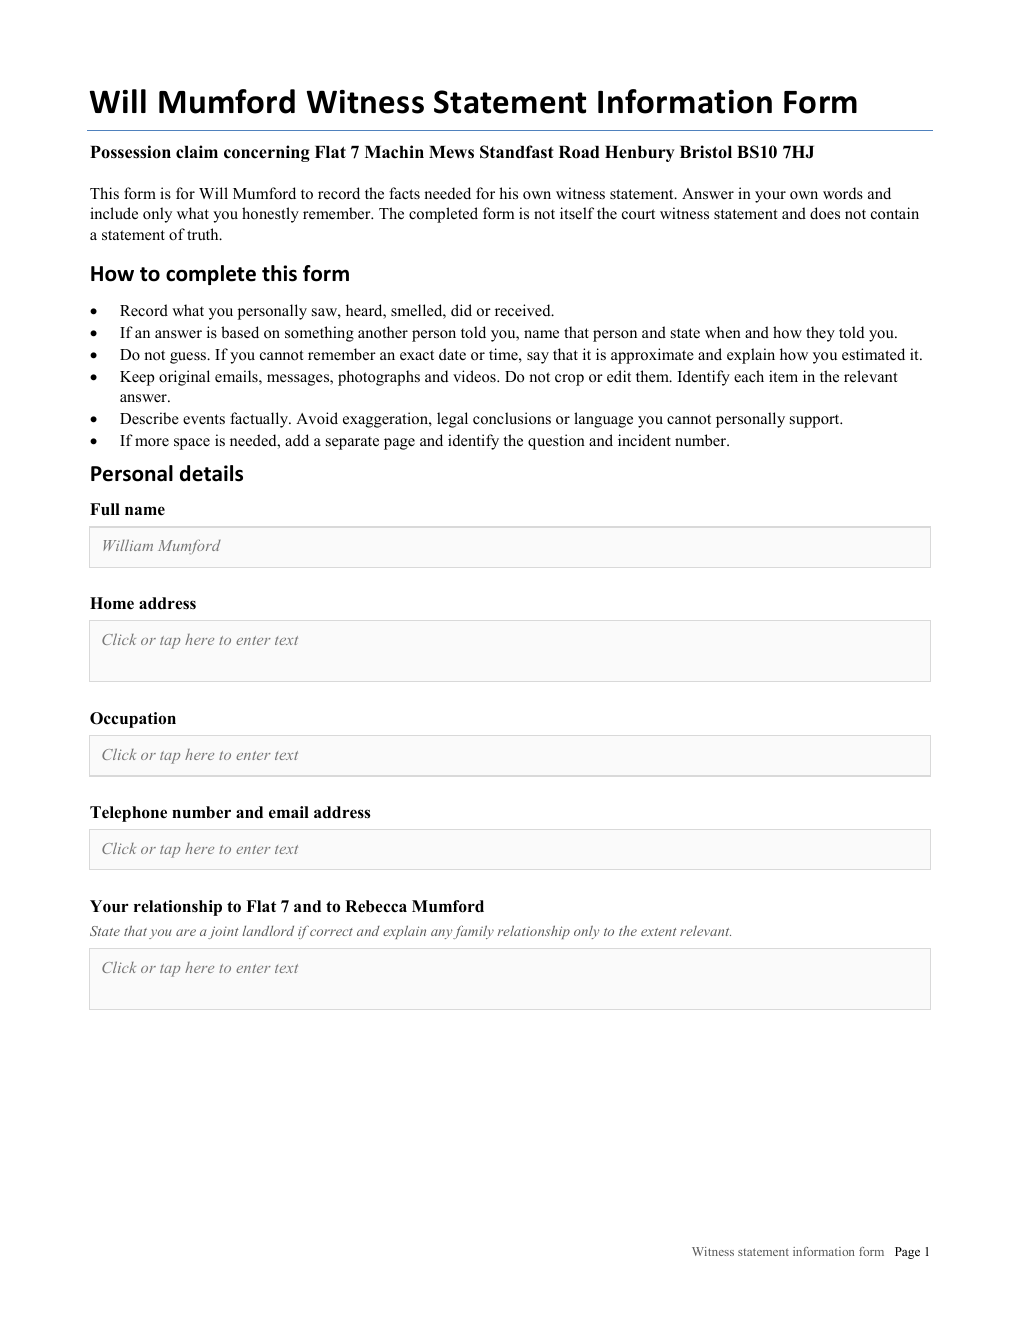 Will Mumford Witness Statement Information Form
Possession claim concerning Flat 7 Machin Mews Standfast Road Henbury Bristol BS10 7HJ
This form is for Will Mumford to record the facts needed for his own witness statement. Answer in your own words and
include only what you honestly remember. The completed form is not itself the court witness statement and does not contain
a statement of truth.
How to complete this form
• Record what you personally saw, heard, smelled, did or received.
• If an answer is based on something another person told you, name that person and state when and how they told you.
• Do not guess. If you cannot remember an exact date or time, say that it is approximate and explain how you estimated it.
• Keep original emails, messages, photographs and videos. Do not crop or edit them. Identify each item in the relevant
answer.
• Describe events factually. Avoid exaggeration, legal conclusions or language you cannot personally support.
• If more space is needed, add a separate page and identify the question and incident number.
Personal details
Full name
William Mumford
Home address
Click or tap here to enter text
Occupation
Click or tap here to enter text
Telephone number and email address
Click or tap here to enter text
Your relationship to Flat 7 and to Rebecca Mumford
State that you are a joint landlord if correct and explain any family relationship only to the extent relevant.
Click or tap here to enter text
Witness statement information form Page 1